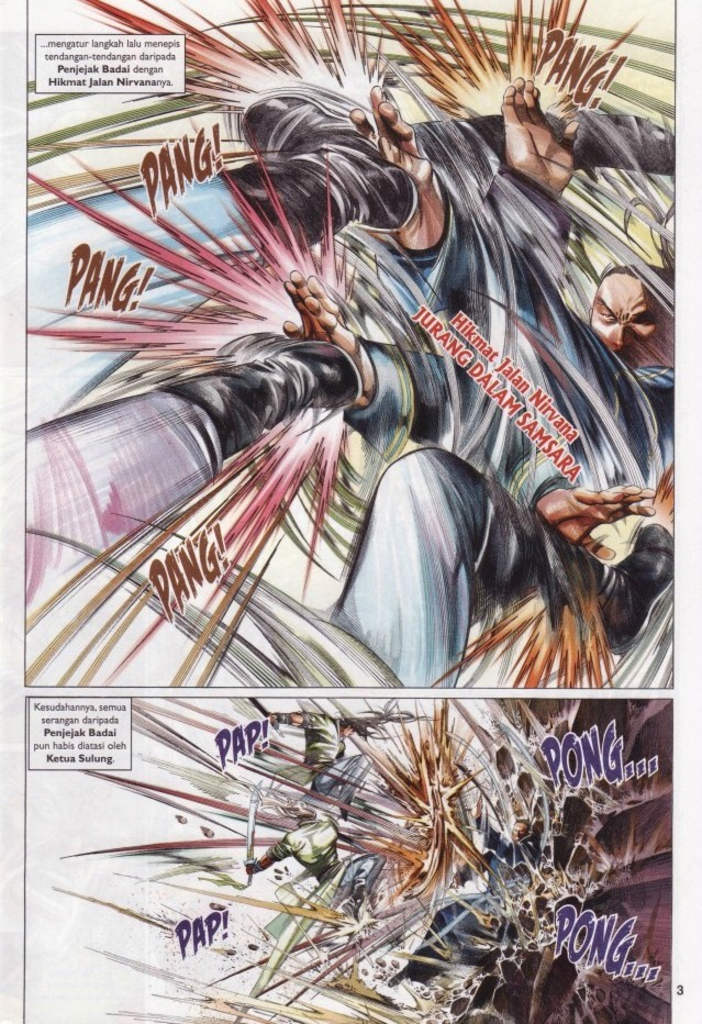 ...mengatur langkah lalu menepis
tendangan-tendangan daripada
Penjejak Badai dengan
Hikmat Jalan Nirvananya.
PANG!
PANG!
PANG!
Hikmat Jalan Nirvana
JURANG DALAM SAMSARA
PANG!
Kesudahannya, semua
serangan daripada
Penjejak Badai
pun habis diatasi oleh
Ketua Sulung.
PAP!
PONG...
PAP!
PONG...
3